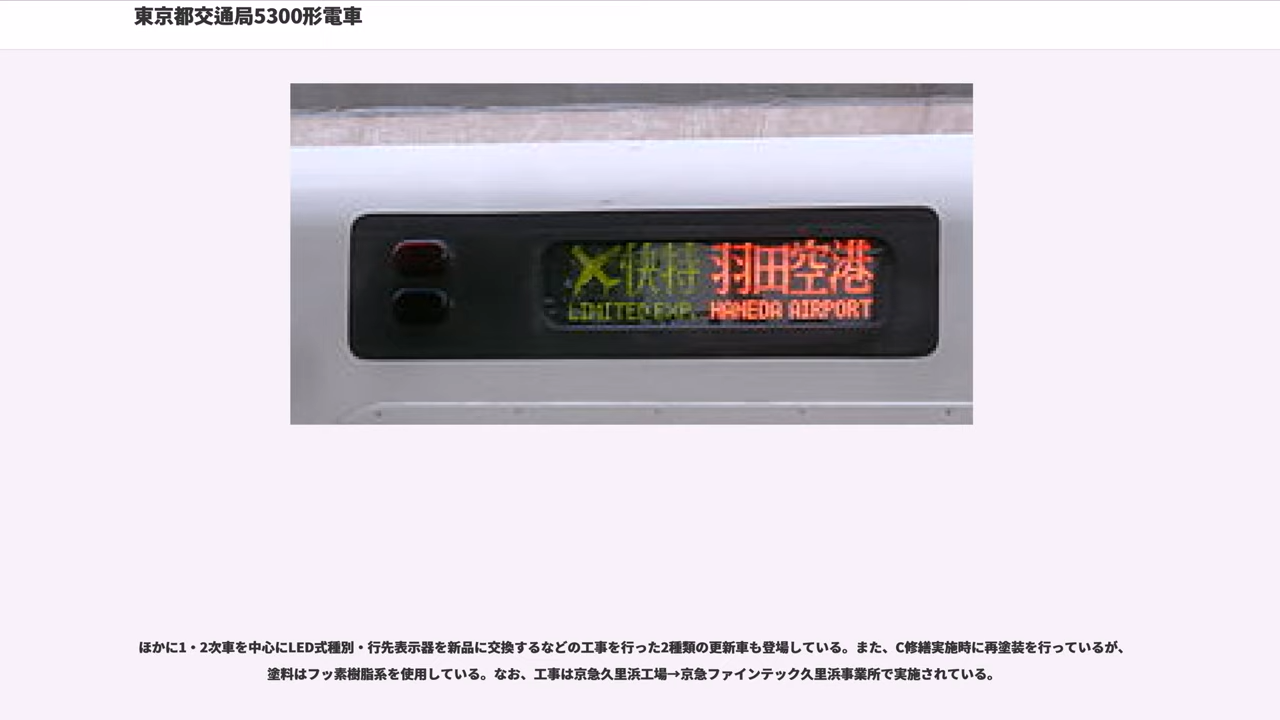 東京都交通局5300形電車
快特 羽田空港
LIMITED EXP. HANEDA AIRPORT
ほかに1・2次車を中心にLED式種別・行先表示器を新品に交換するなどの工事を行った2種類の更新車も登場している。また、C修繕実施時に再塗装を行っているが、
塗料はフッ素樹脂系を使用している。なお、工事は京急久里浜工場→京急ファインテック久里浜事業所で実施されている。